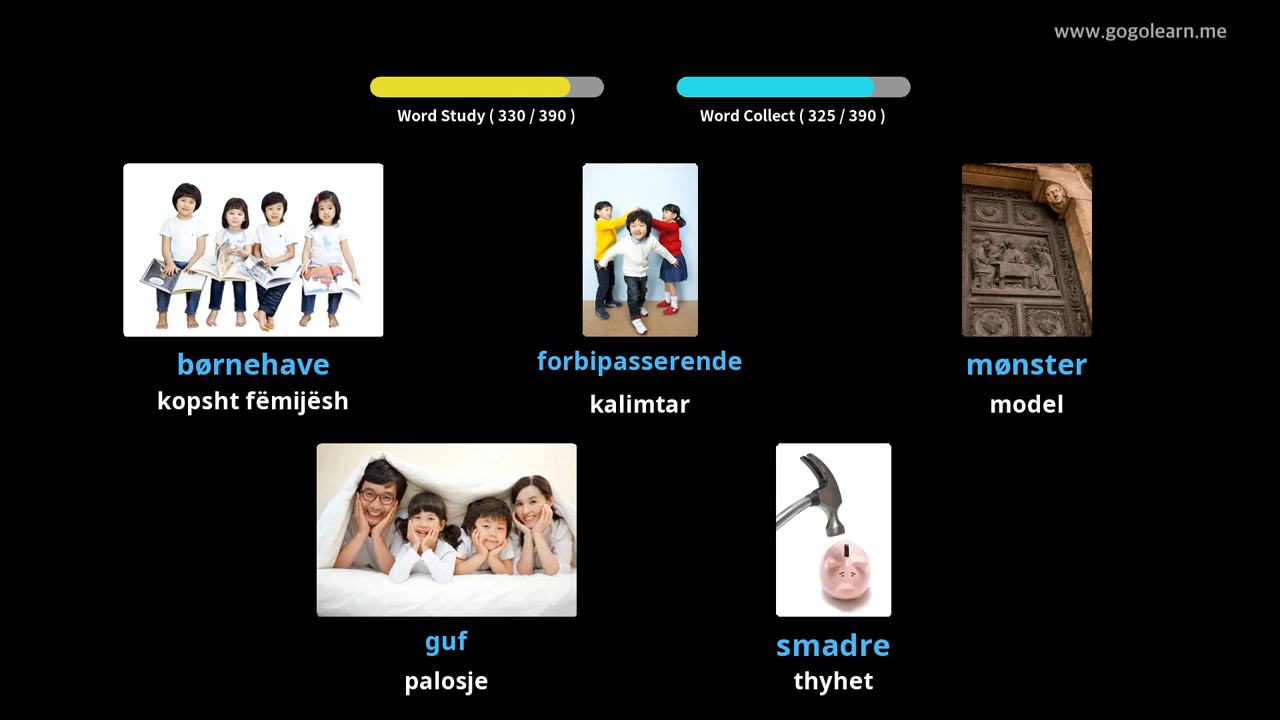 www.gogolearn.me
Word Study ( 330 / 390 )
Word Collect ( 325 / 390 )
børnehave
kopsht fëmijësh
forbipasserende
kalimtar
mønster
model
guf
palosje
smadre
thyhet